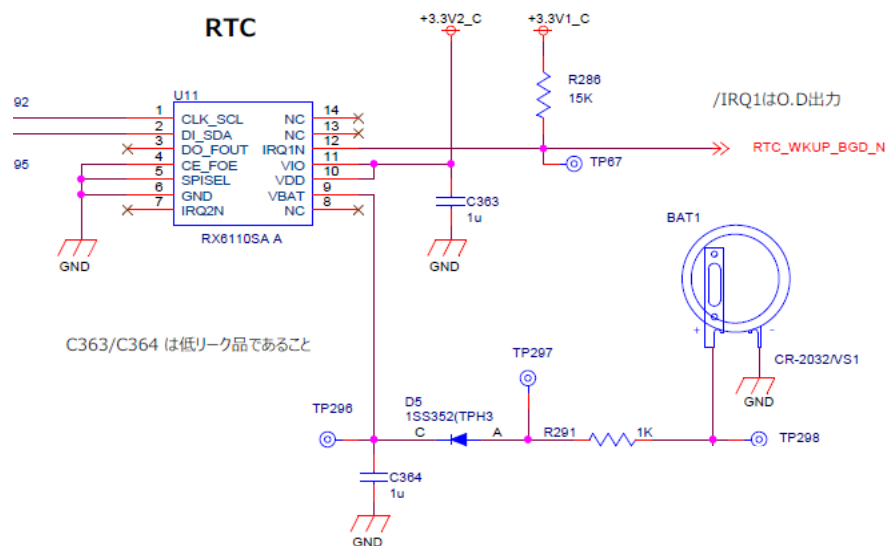 RTC
+3.3V2_C
+3.3V1_C
R286
15K
/IRQ1はO.D出力
U11
92
95
1 CLK_SCL
2 DI_SDA
3 DO_FOUT
4 CE_FOE
5 SPISEL
6 GND
7 IRQ2N
NC 14
NC 13
IRQ1N 12
VIO 11
VDD 10
VBAT 9
NC 8
RX6110SA A
TP67
RTC_WKUP_BGD_N
C363
1u
GND
GND
BAT1
+
-
CR-2032/VS1
GND
C363/C364 は低リーク品であること
TP297
TP296
D5
1SS352(TPH3
C
A
R291
1K
TP298
C364
1u
GND